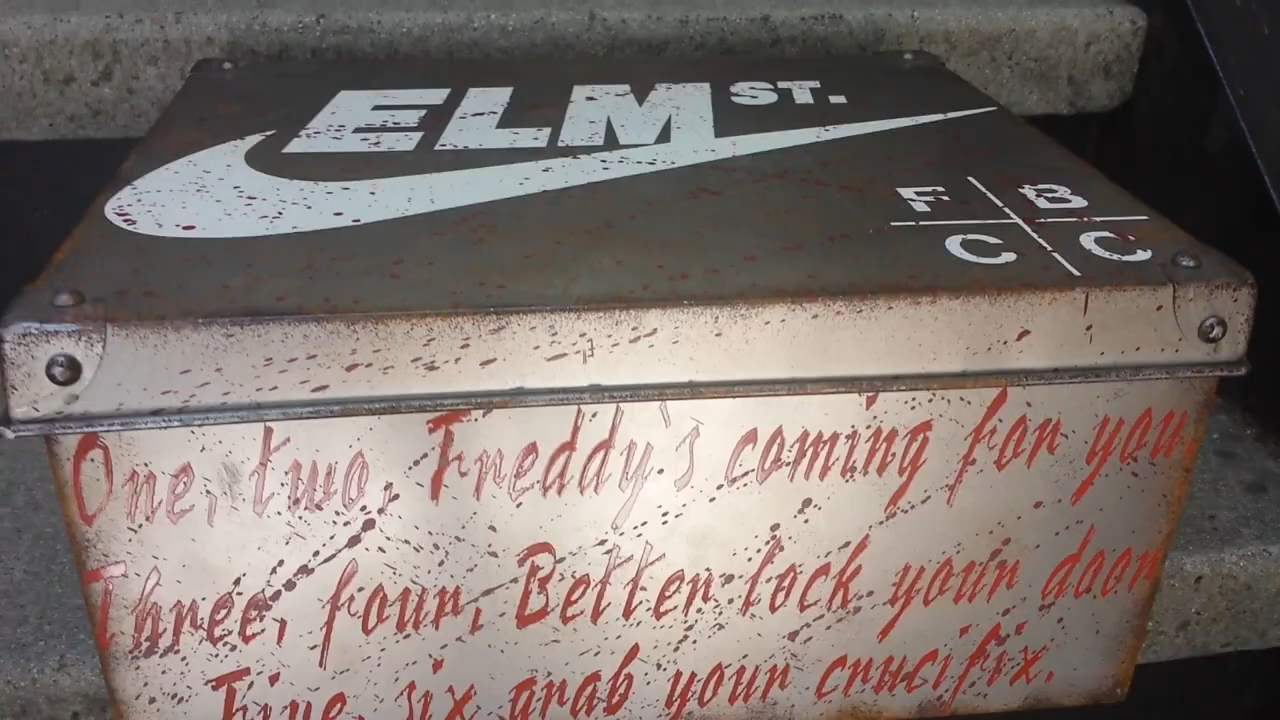 ELM ST.
F B
C C
One, two, Freddy's coming for you.
Three, four, Better lock your door
Five, six grab your crucifix.